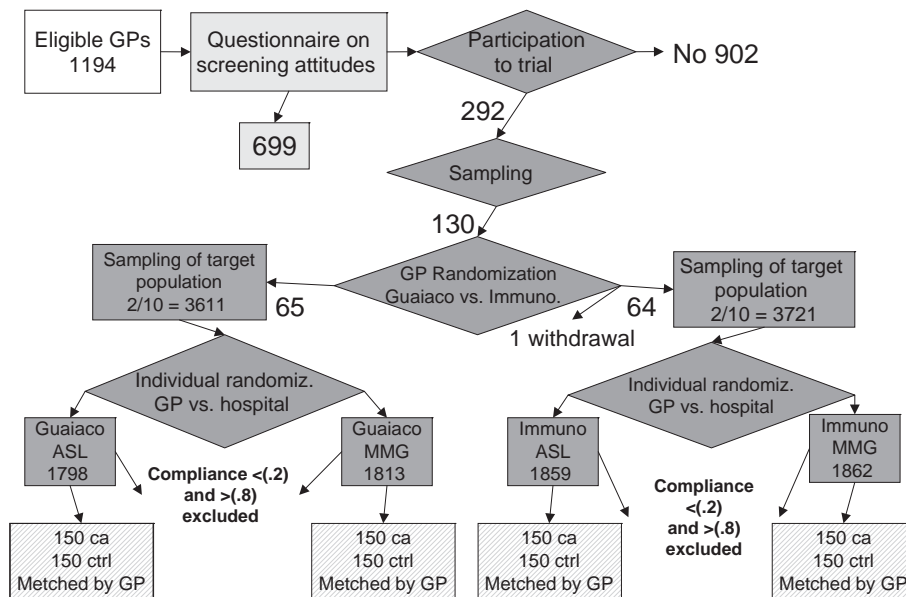 Eligible GPs
1194
Questionnaire on
screening attitudes
Participation
to trial
No 902
699
292
Sampling
130
Sampling of target
population
2/10 = 3611
65
GP Randomization
Guaiaco vs. Immuno.
64
1 withdrawal
Sampling of target
population
2/10 = 3721
Individual randomiz.
GP vs. hospital
Individual randomiz.
GP vs. hospital
Guaiaco
ASL
1798
Compliance <(.2)
and >(.8)
excluded
Guaiaco
MMG
1813
Immuno
ASL
1859
Compliance
<(.2)
and >(.8)
excluded
Immuno
MMG
1862
150 ca
150 ctrl
Metched by GP
150 ca
150 ctrl
Metched by GP
150 ca
150 ctrl
Metched by GP
150 ca
150 ctrl
Metched by GP